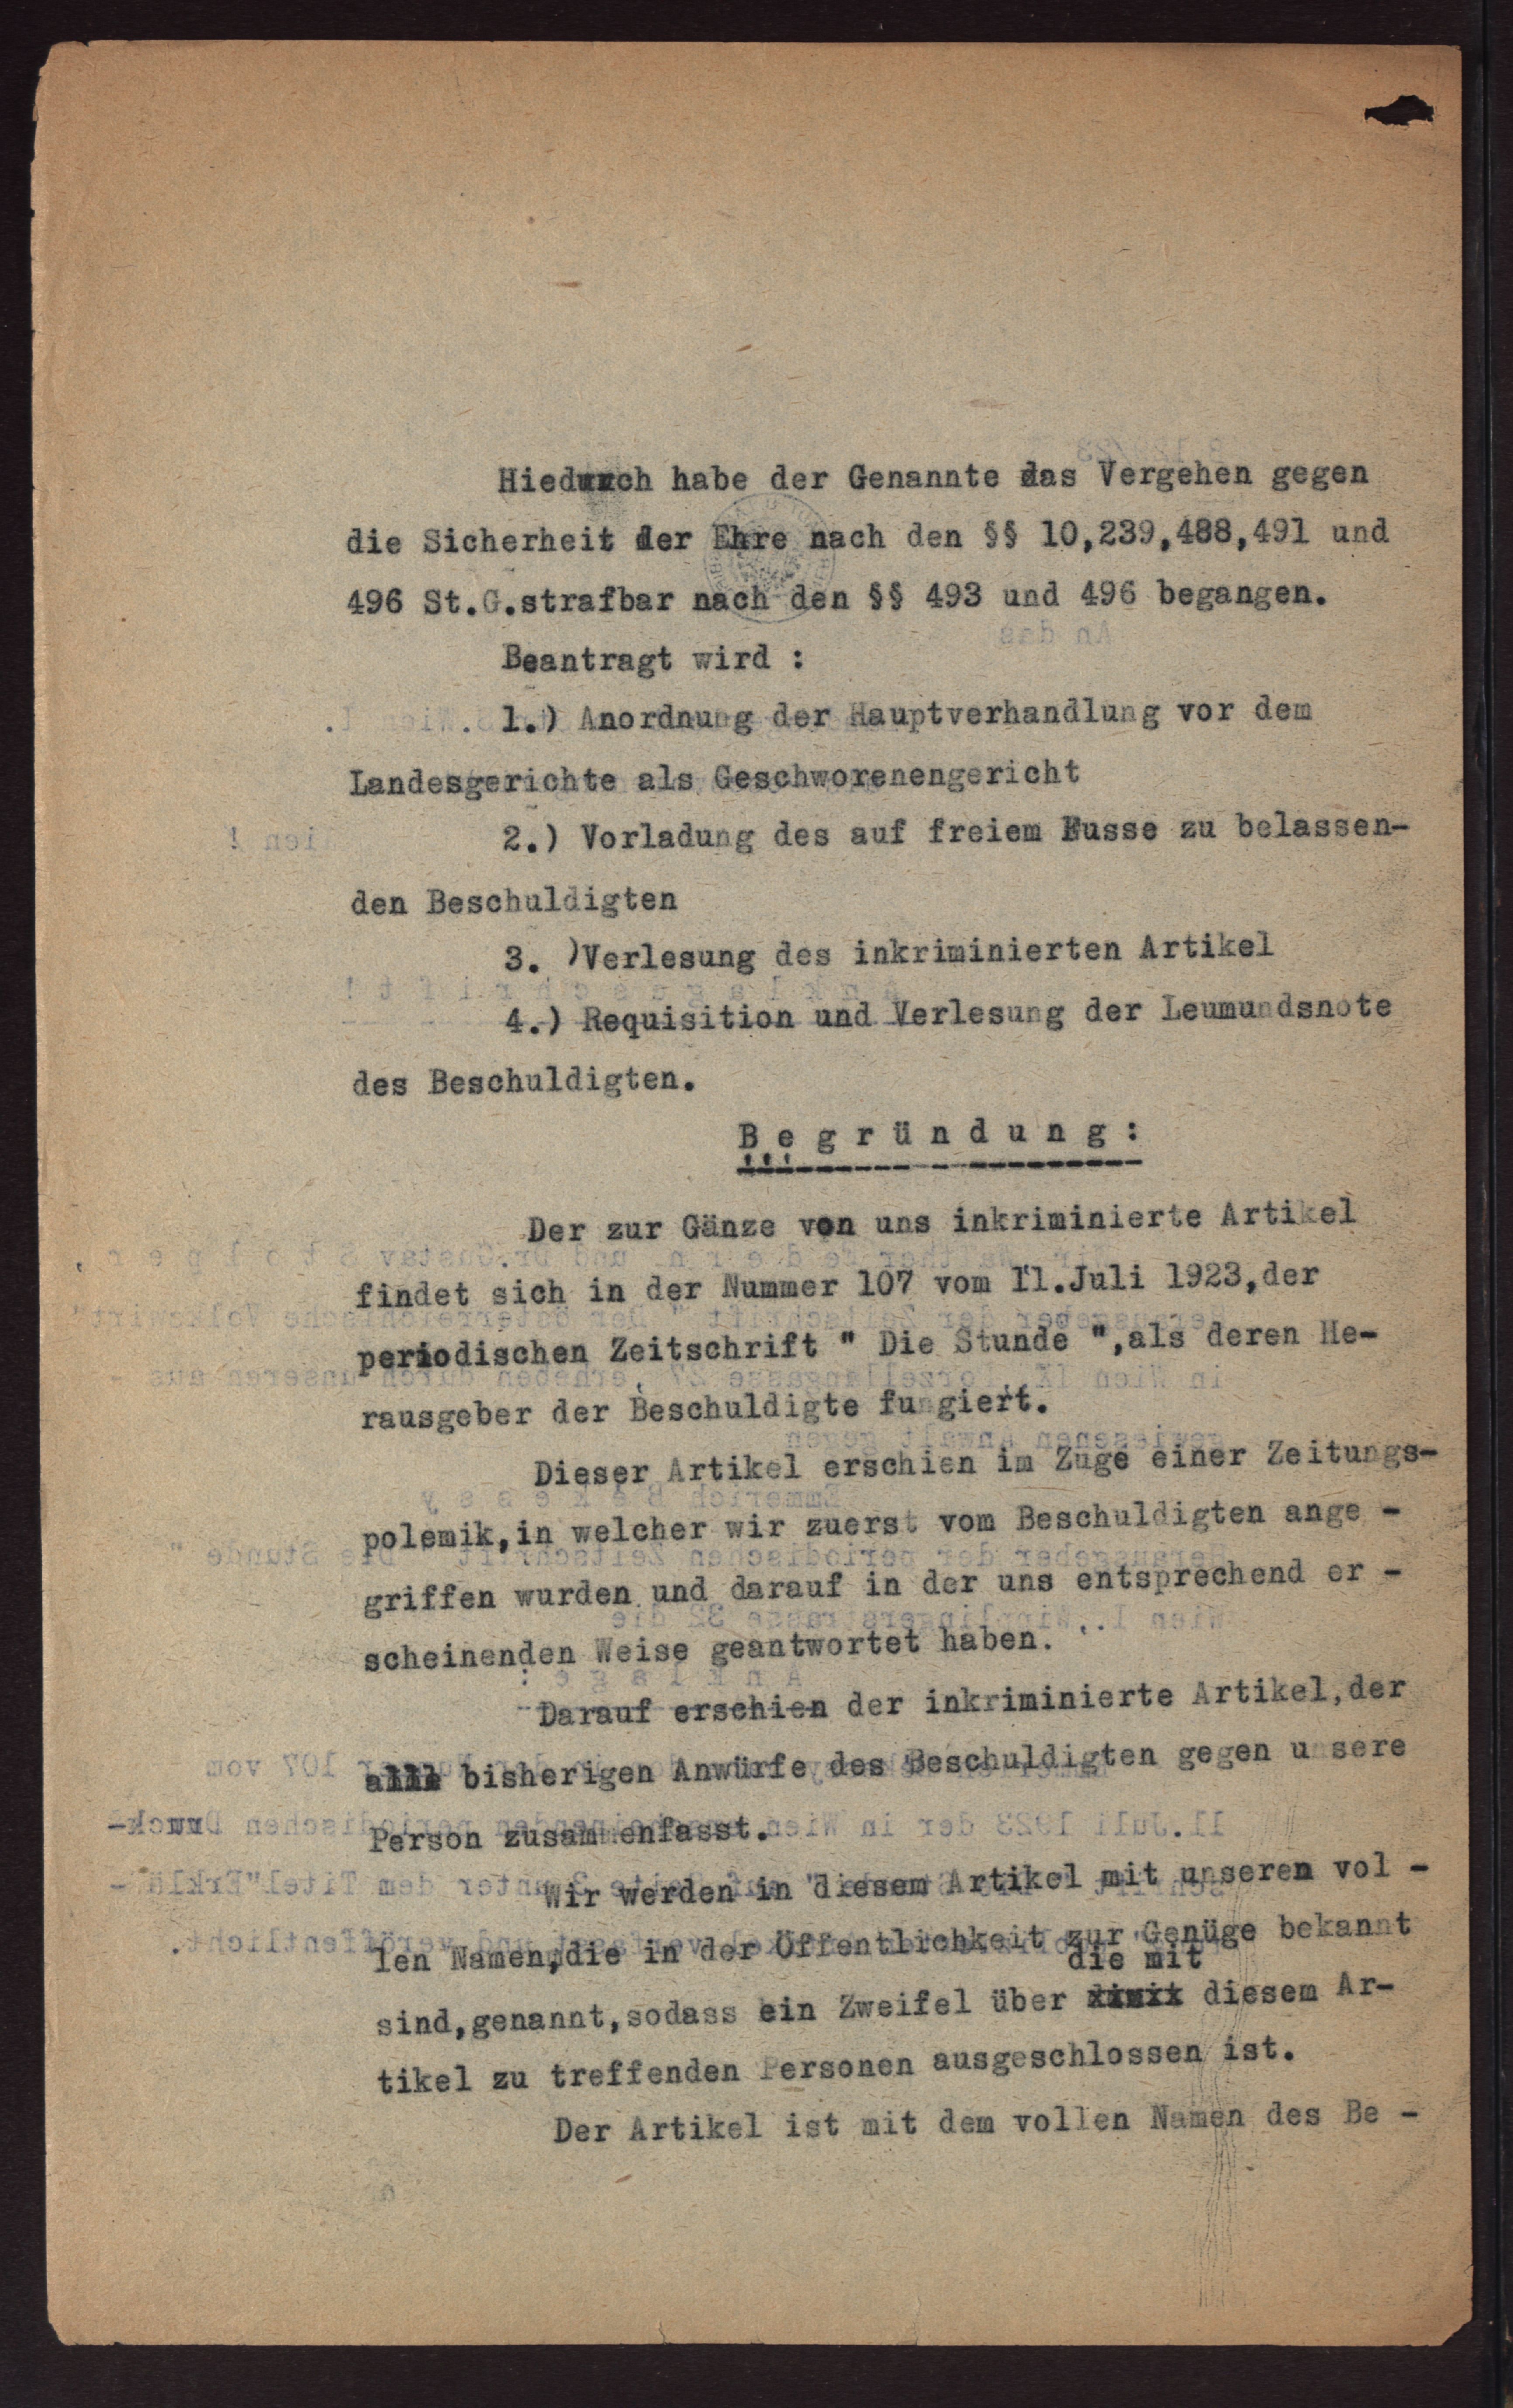 Hiedurch habe der Genannte das Vergehen gegen
die Sicherheit der Ehre nach den §§ 10,239,488,491 und
496 St.G.strafbar nach den §§ 493 und 496 begangen.
Beantragt wird :
1.) Anordnung der Hauptverhandlung vor dem
Landesgerichte als Geschworenengericht
2.) Vorladung des auf freiem Fusse zu belassen-
den Beschuldigten
3. )Verlesung des inkriminierten Artikel
4.) Requisition und Verlesung der Leumundsnote
des Beschuldigten.
B e g r ü n d u n g :
Der zur Gänze von uns inkriminierte Artikel
findet sich in der Nummer 107 vom 11.Juli 1923,der
periodischen Zeitschrift " Die Stunde ",als deren He-
rausgeber der Beschuldigte fungiert.
Dieser Artikel erschien im Zuge einer Zeitungs-
polemik,in welcher wir zuerst vom Beschuldigten ange -
griffen wurden und darauf in der uns entsprechend er -
scheinenden Weise geantwortet haben.
Darauf erschien der inkriminierte Artikel,der
alle bisherigen Anwürfe des Beschuldigten gegen unsere
Person zusammenfasst.
Wir werden in diesem Artikel mit unseren vol -
len Namen,die in der Öffentlichkeit zur Genüge bekannt
die mit
sind,genannt,sodass ein Zweifel über diesem Ar-
tikel zu treffenden Personen ausgeschlossen ist.
Der Artikel ist mit dem vollen Namen des Be -